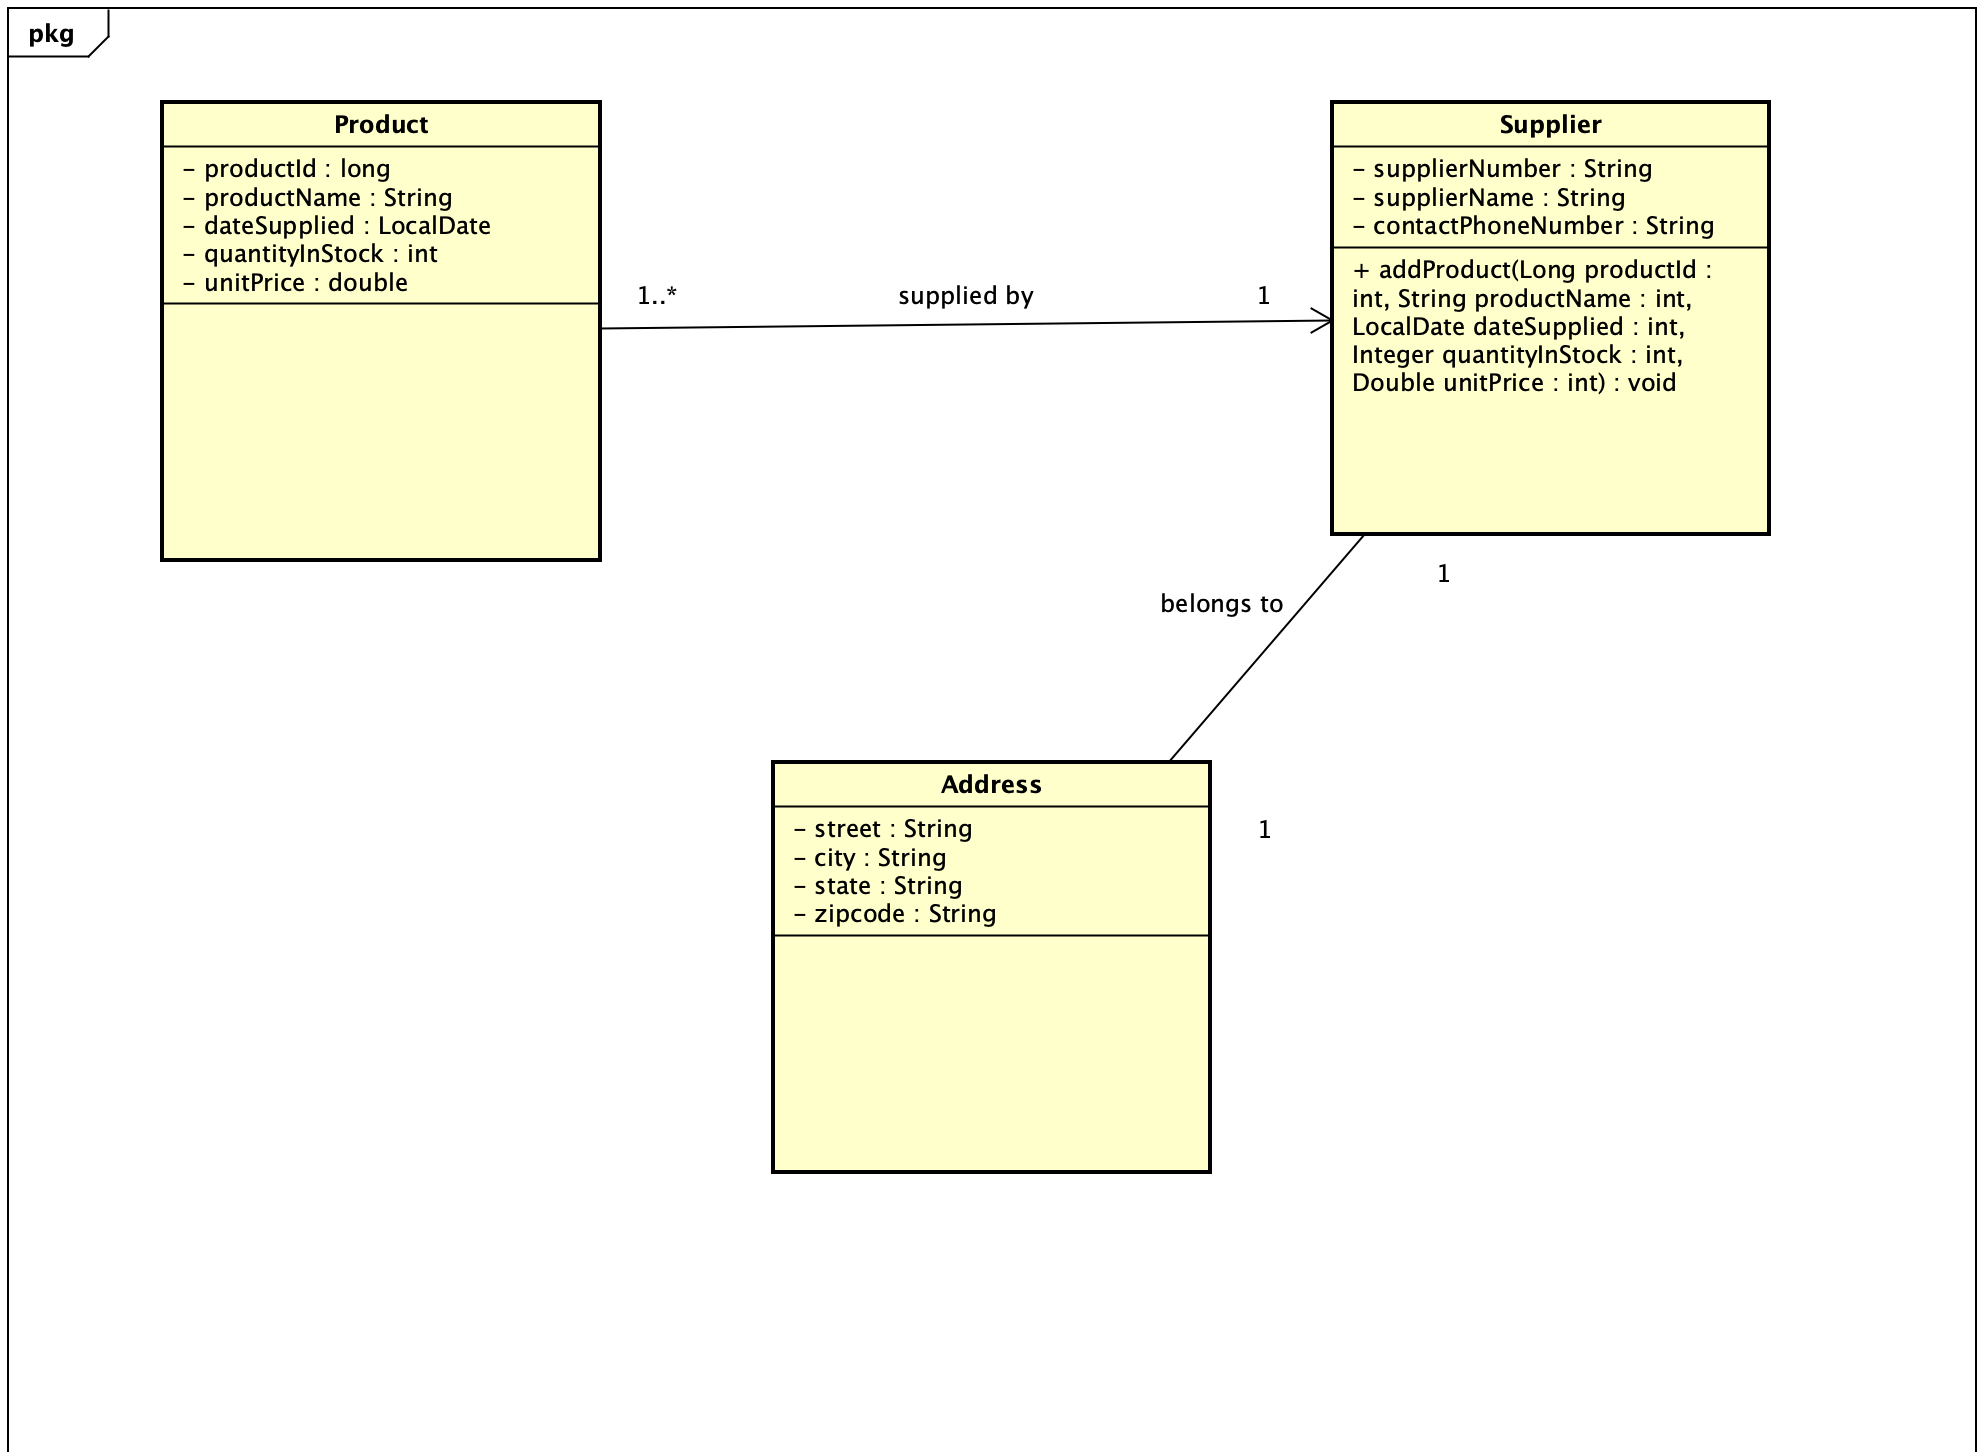 pkg
Product
- productId : long
- productName : String
- dateSupplied : LocalDate
- quantityInStock : int
- unitPrice : double
1..*
supplied by
1
Supplier
- supplierNumber : String
- supplierName : String
- contactPhoneNumber : String
+ addProduct(Long productId :
int, String productName : int,
LocalDate dateSupplied : int,
Integer quantityInStock : int,
Double unitPrice : int) : void
1
belongs to
Address
- street : String
- city : String
- state : String
- zipcode : String
1